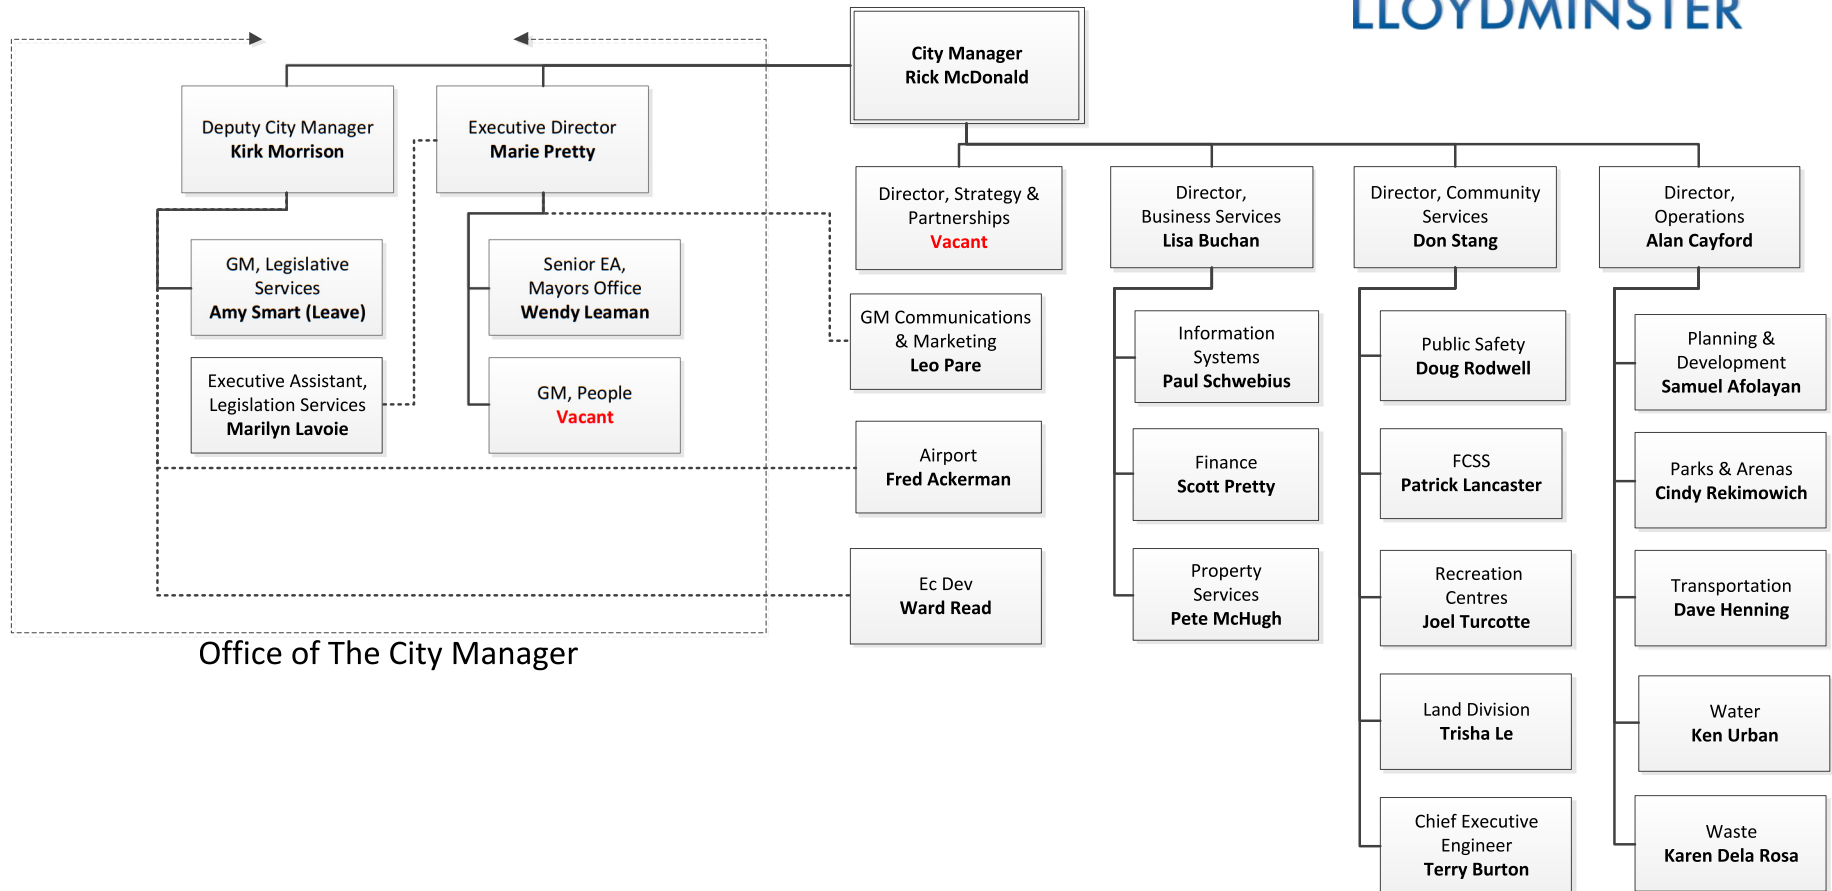 LLOYDMINSTER
City Manager
Rick McDonald
Deputy City Manager
Kirk Morrison
Executive Director
Marie Pretty
Director, Strategy &
Partnerships
Vacant
Director,
Business Services
Lisa Buchan
Director, Community
Services
Don Stang
Director,
Operations
Alan Cayford
GM, Legislative
Services
Amy Smart (Leave)
Senior EA,
Mayors Office
Wendy Leaman
GM Communications
& Marketing
Leo Pare
Information
Systems
Paul Schwebius
Public Safety
Doug Rodwell
Planning &
Development
Samuel Afolayan
Executive Assistant,
Legislation Services
Marilyn Lavoie
GM, People
Vacant
Airport
Fred Ackerman
Finance
Scott Pretty
FCSS
Patrick Lancaster
Parks & Arenas
Cindy Rekimowich
Ec Dev
Ward Read
Property
Services
Pete McHugh
Recreation
Centres
Joel Turcotte
Transportation
Dave Henning
Office of The City Manager
Land Division
Trisha Le
Water
Ken Urban
Chief Executive
Engineer
Terry Burton
Waste
Karen Dela Rosa